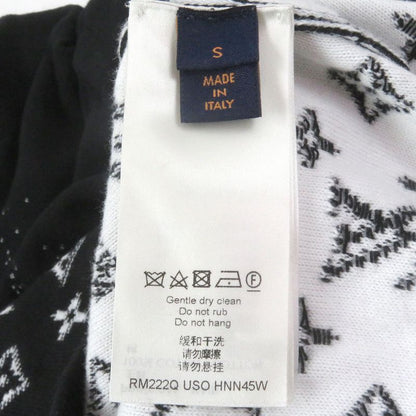 S
MADE
IN
ITALY
F
Gentle dry clean
Do not rub
Do not hang
缓和干洗
请勿摩擦
请勿悬挂
RM222Q USO HNN45W